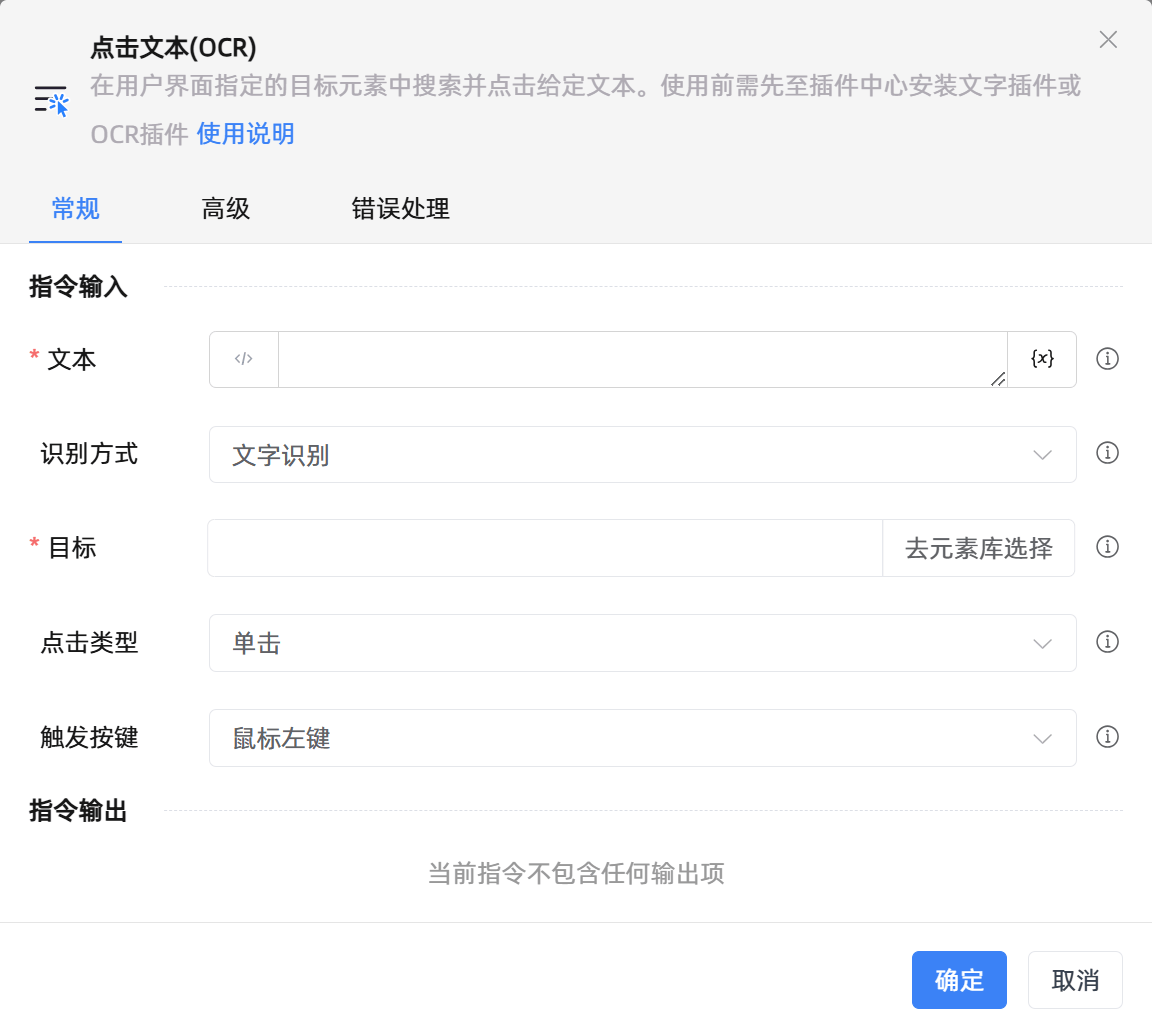 点击文本(OCR)
在用户界面指定的目标元素中搜索并点击给定文本。使用前需先至插件中心安装文字插件或
OCR插件 使用说明
常规 高级 错误处理
指令输入
* 文本 </> {x}
识别方式 文字识别
* 目标 去元素库选择
点击类型 单击
触发按键 鼠标左键
指令输出
当前指令不包含任何输出项
确定 取消